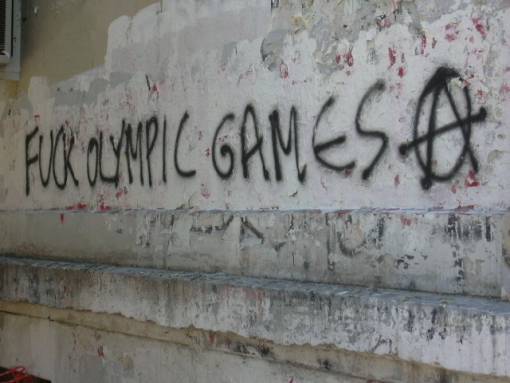 FUCK OLYMPIC GAMES Ⓐ